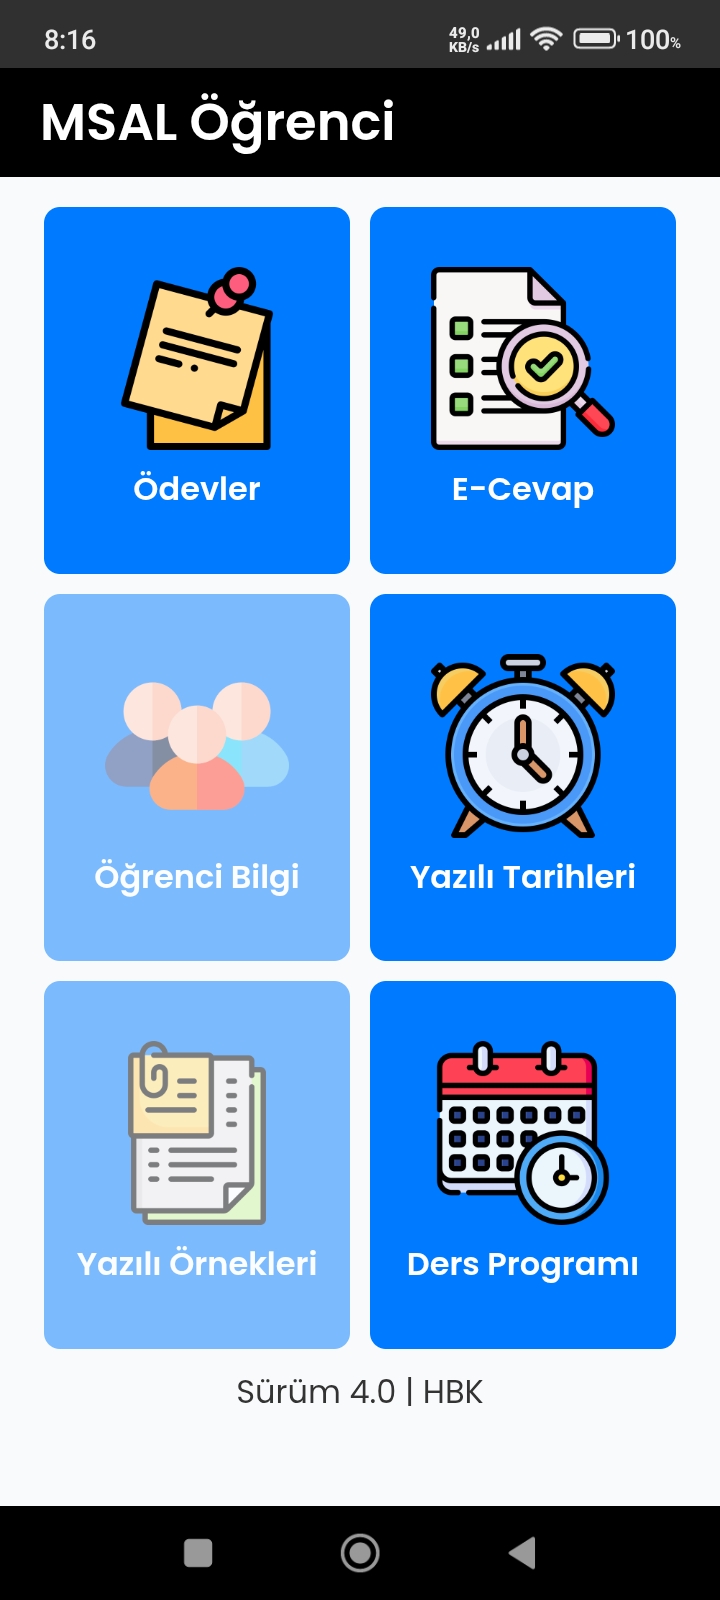 8:16
49,0
KB/s
100%
MSAL Öğrenci
Ödevler
E-Cevap
Öğrenci Bilgi
Yazılı Tarihleri
Yazılı Örnekleri
Ders Programı
Sürüm 4.0 | HBK